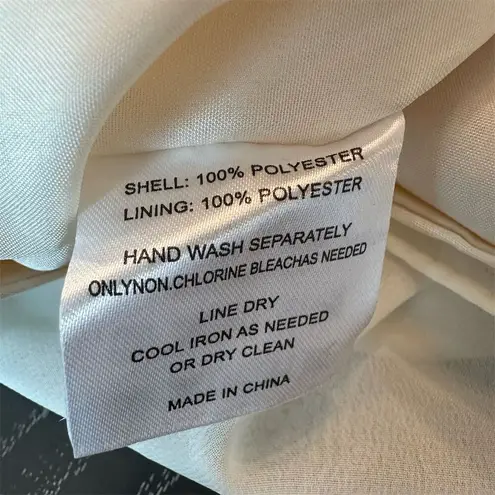 SHELL: 100% POLYESTER
LINING: 100% POLYESTER
HAND WASH SEPARATELY
ONLYNON.CHLORINE BLEACHAS NEEDED
LINE DRY
COOL IRON AS NEEDED
OR DRY CLEAN
MADE IN CHINA